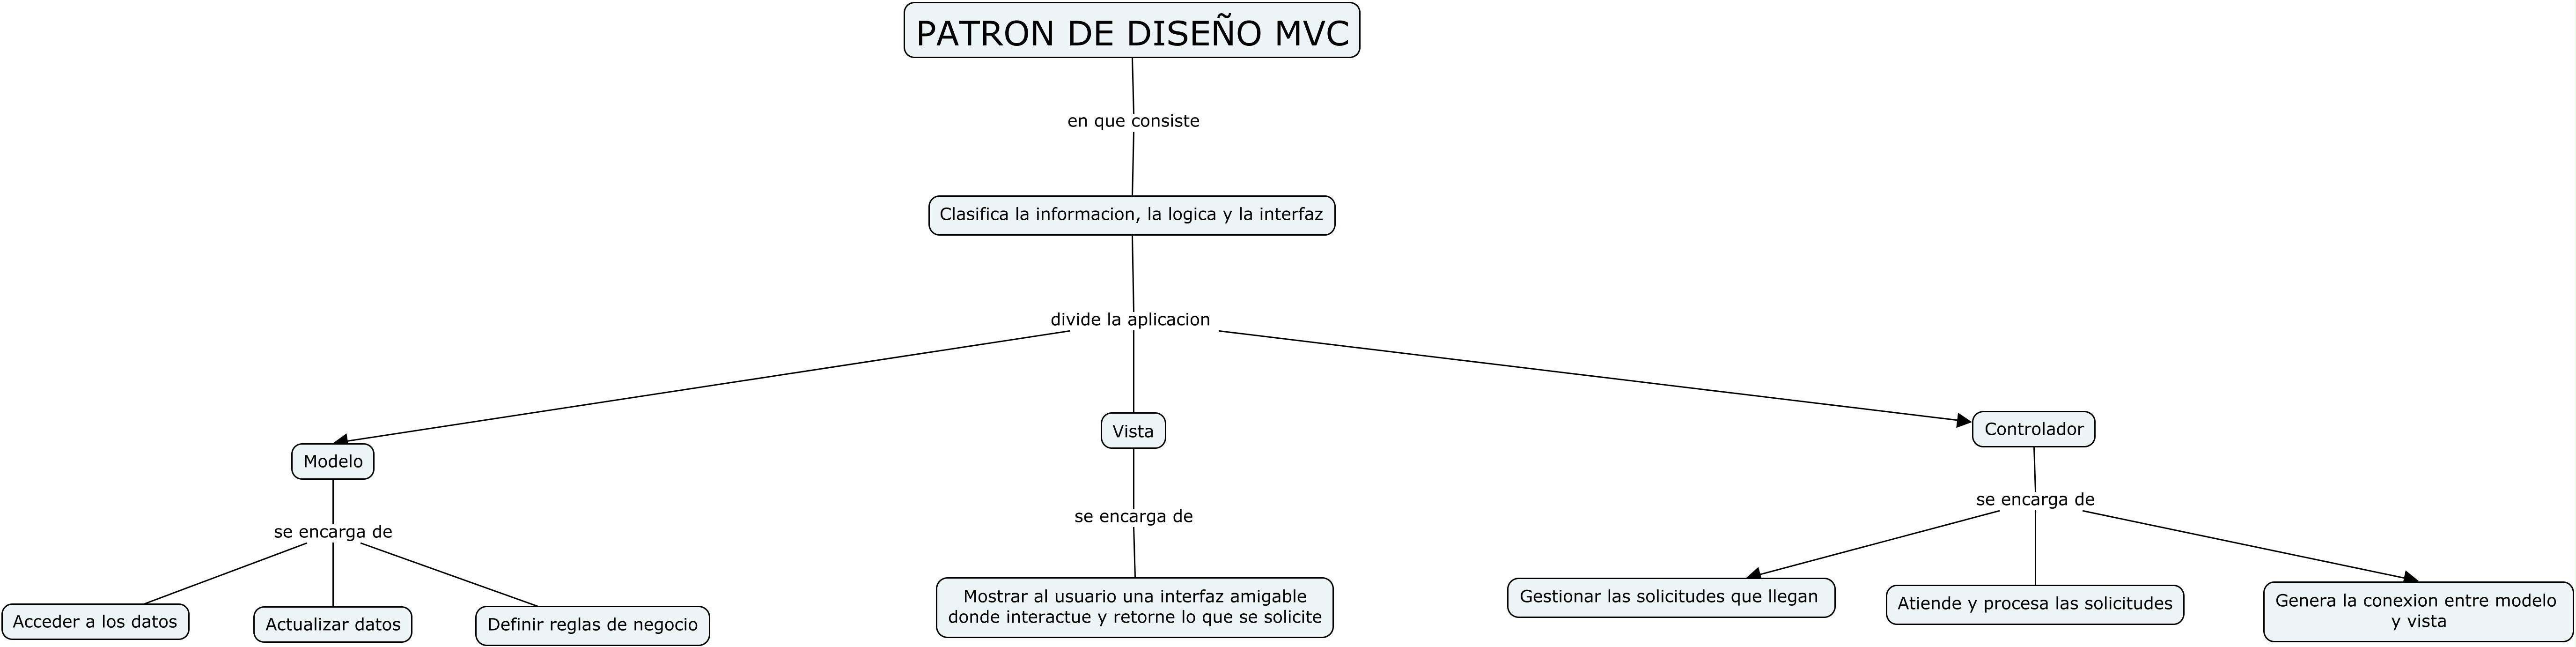 PATRON DE DISEÑO MVC
en que consiste
Clasifica la informacion, la logica y la interfaz
divide la aplicacion
Modelo
Vista
Controlador
se encarga de
se encarga de
se encarga de
Acceder a los datos
Actualizar datos
Definir reglas de negocio
Mostrar al usuario una interfaz amigable
donde interactue y retorne lo que se solicite
Gestionar las solicitudes que llegan
Atiende y procesa las solicitudes
Genera la conexion entre modelo
y vista